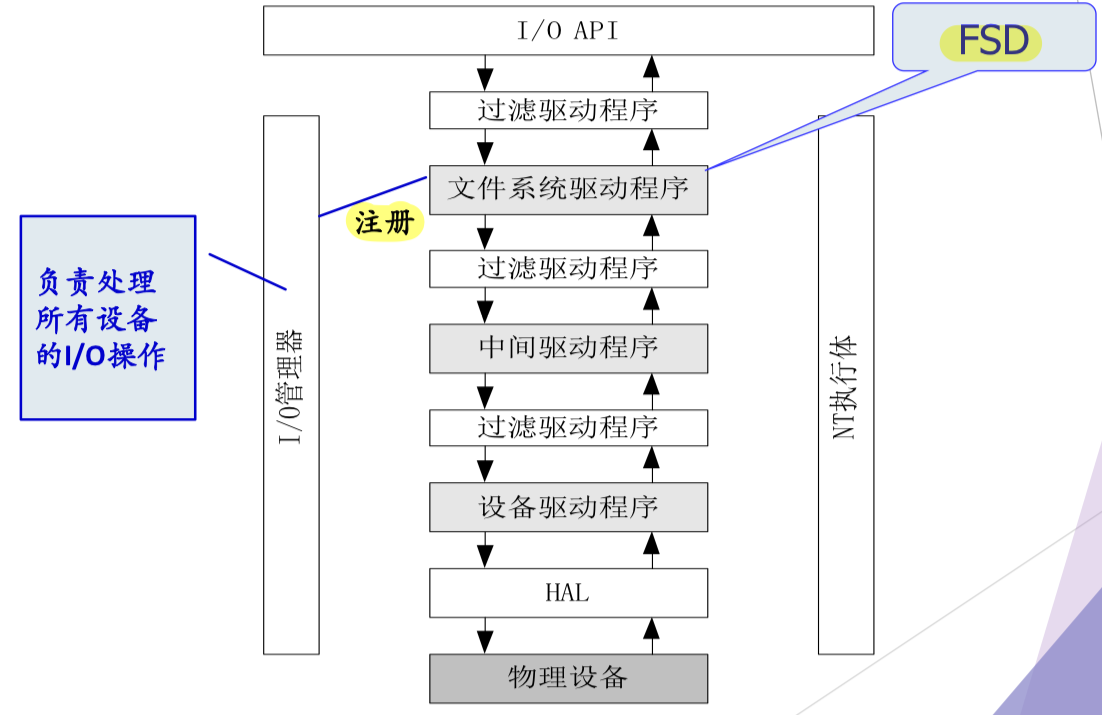 I/O API
FSD
过滤驱动程序
文件系统驱动程序
注册
过滤驱动程序
负责处理
所有设备
的I/O操作
中间驱动程序
I/O管理器
NT执行体
过滤驱动程序
设备驱动程序
HAL
物理设备